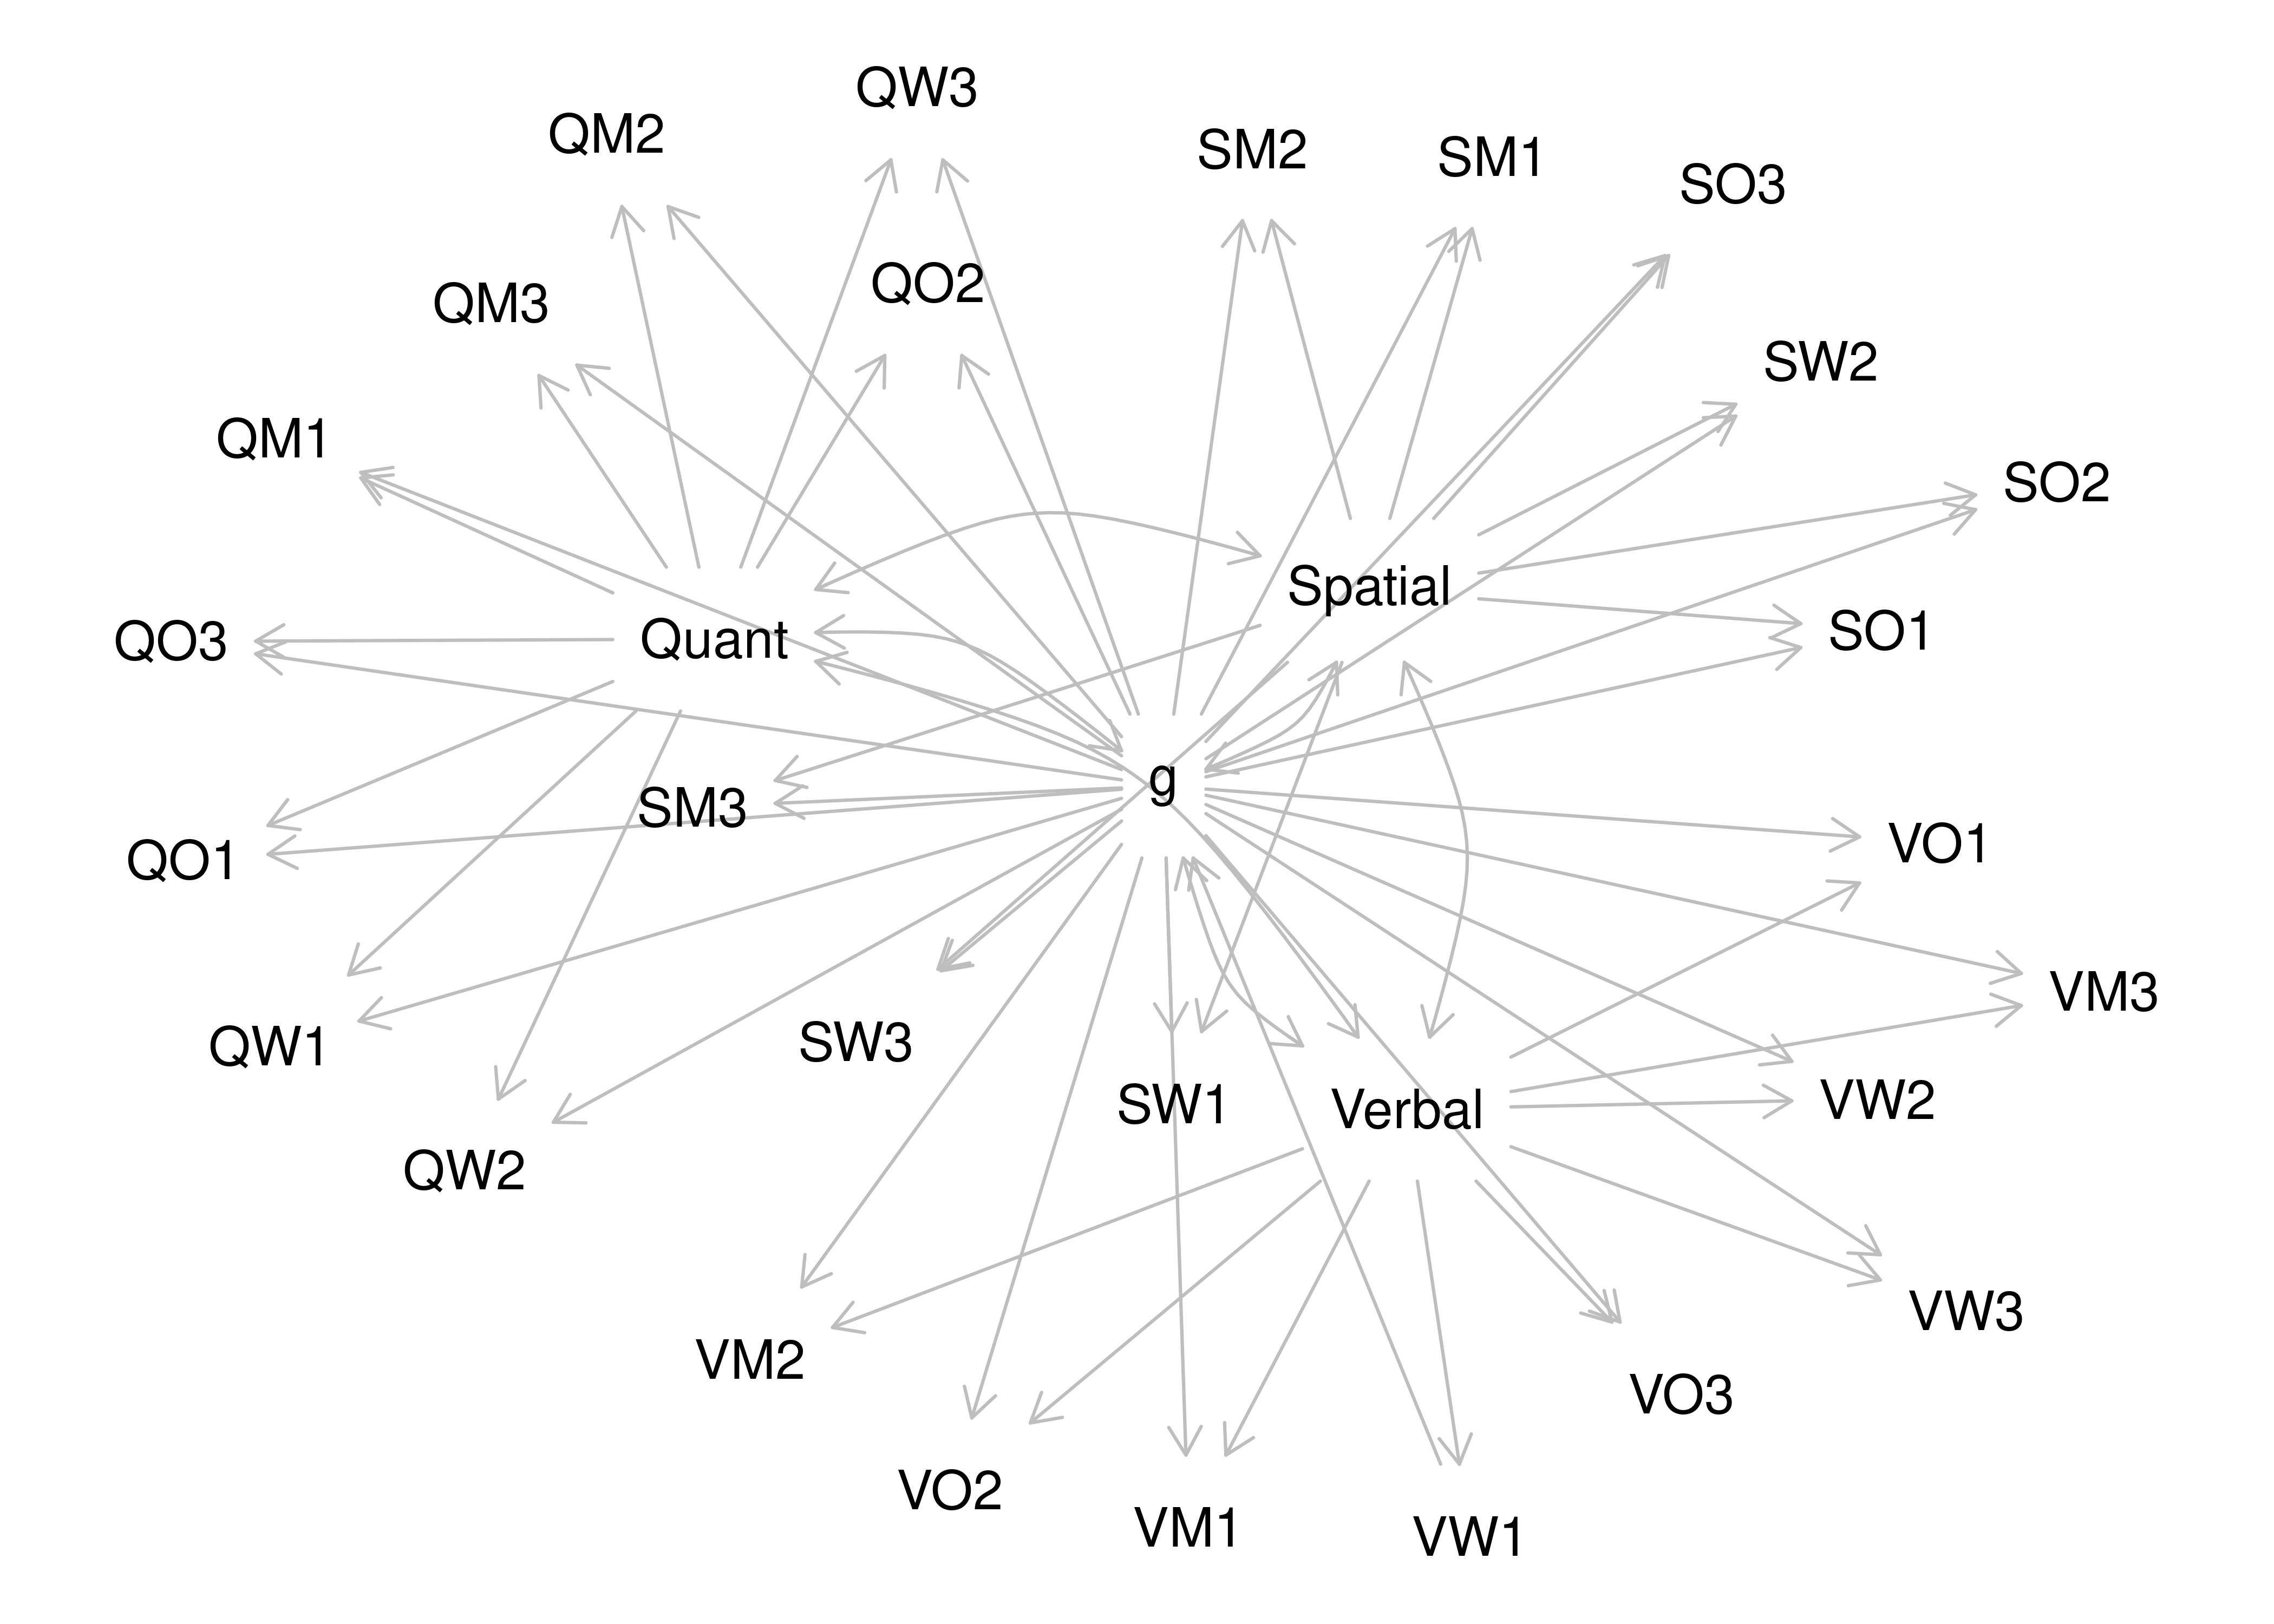 QW3
QM2
SM2
SM1
SO3
QO2
QM3
SW2
QM1
SO2
Spatial
SO1
Quant
QO3
g
SM3
VO1
QO1
VM3
SW3
QW1
VW2
SW1
Verbal
QW2
VW3
VM2
VO3
VO2
VM1
VW1